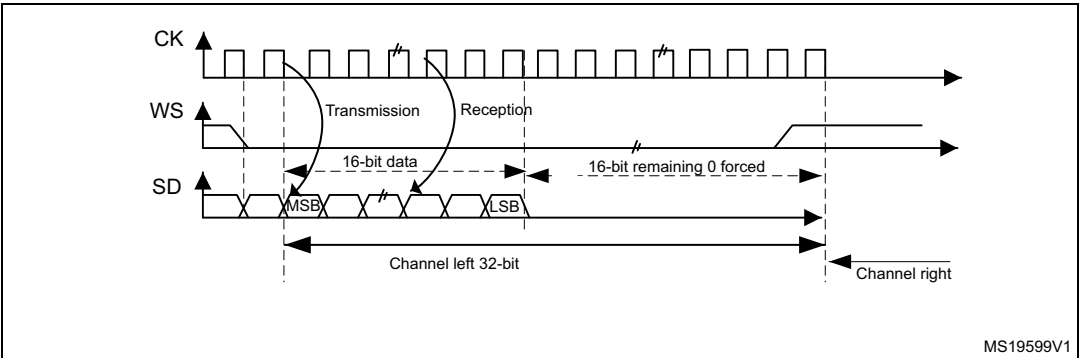 CK
WS
Transmission
Reception
16-bit data
16-bit remaining 0 forced
SD
MSB
LSB
Channel left 32-bit
Channel right
MS19599V1